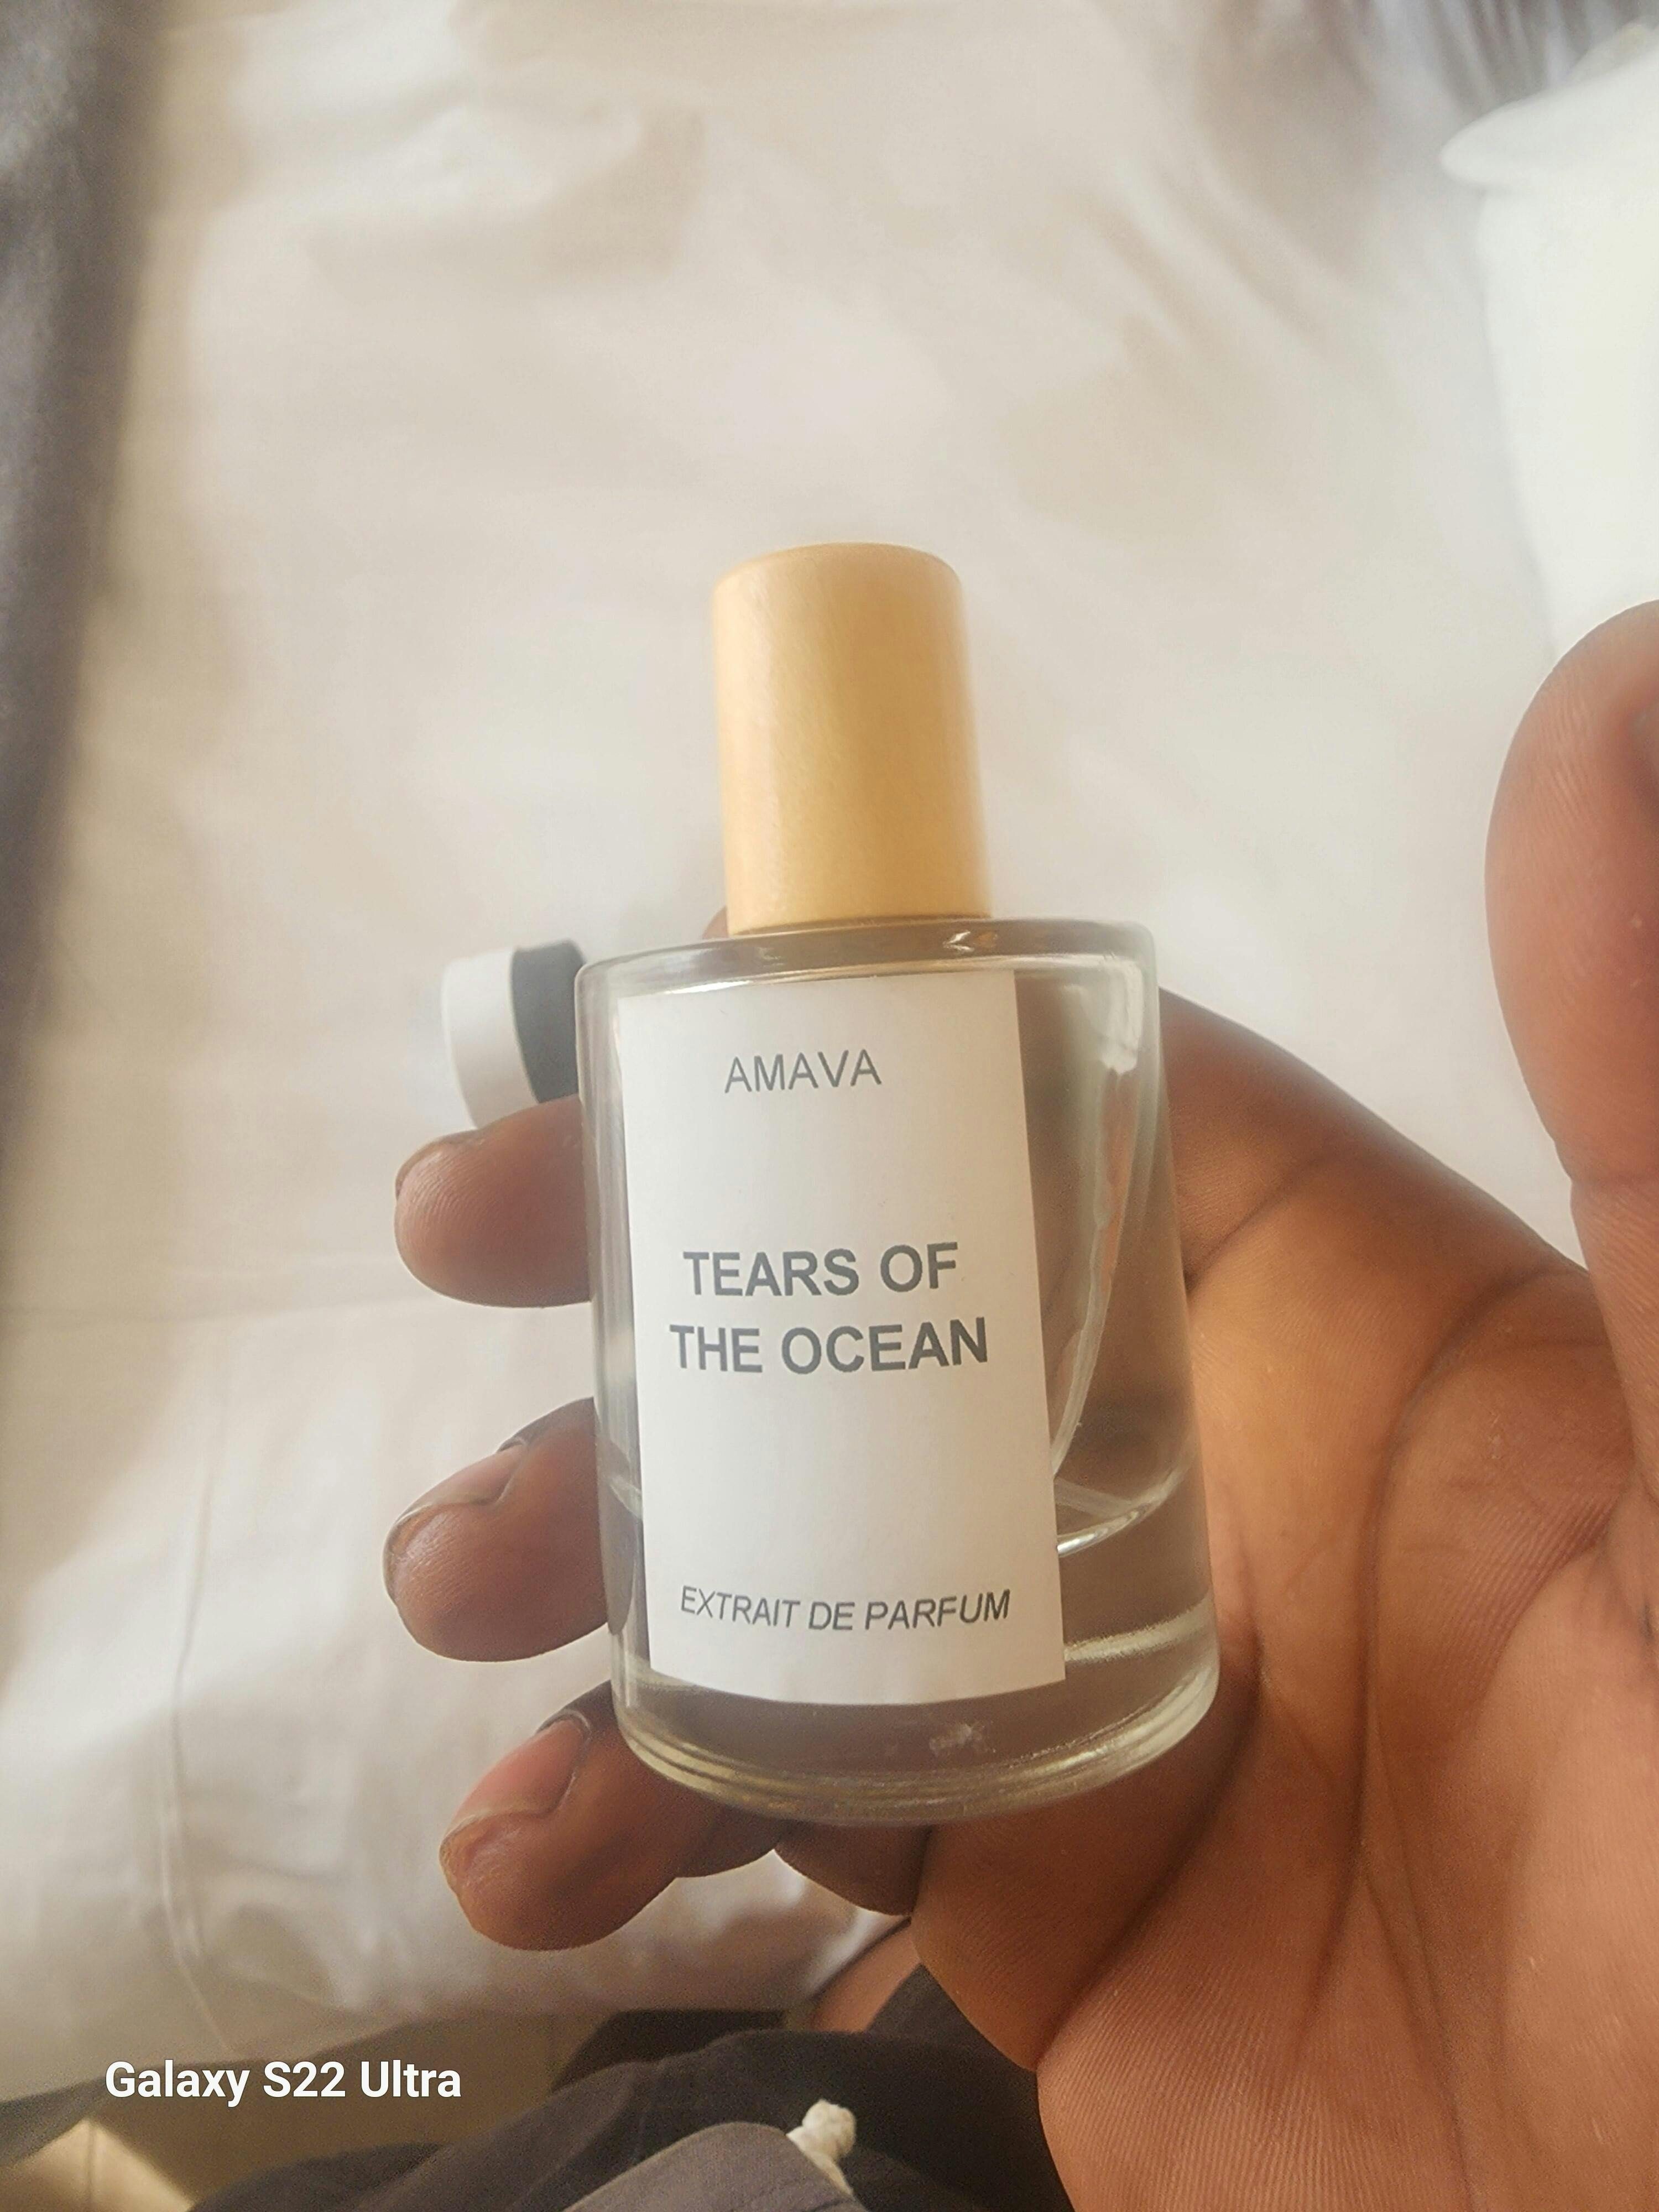 AMAVA
TEARS OF
THE OCEAN
EXTRAIT DE PARFUM
Galaxy S22 Ultra